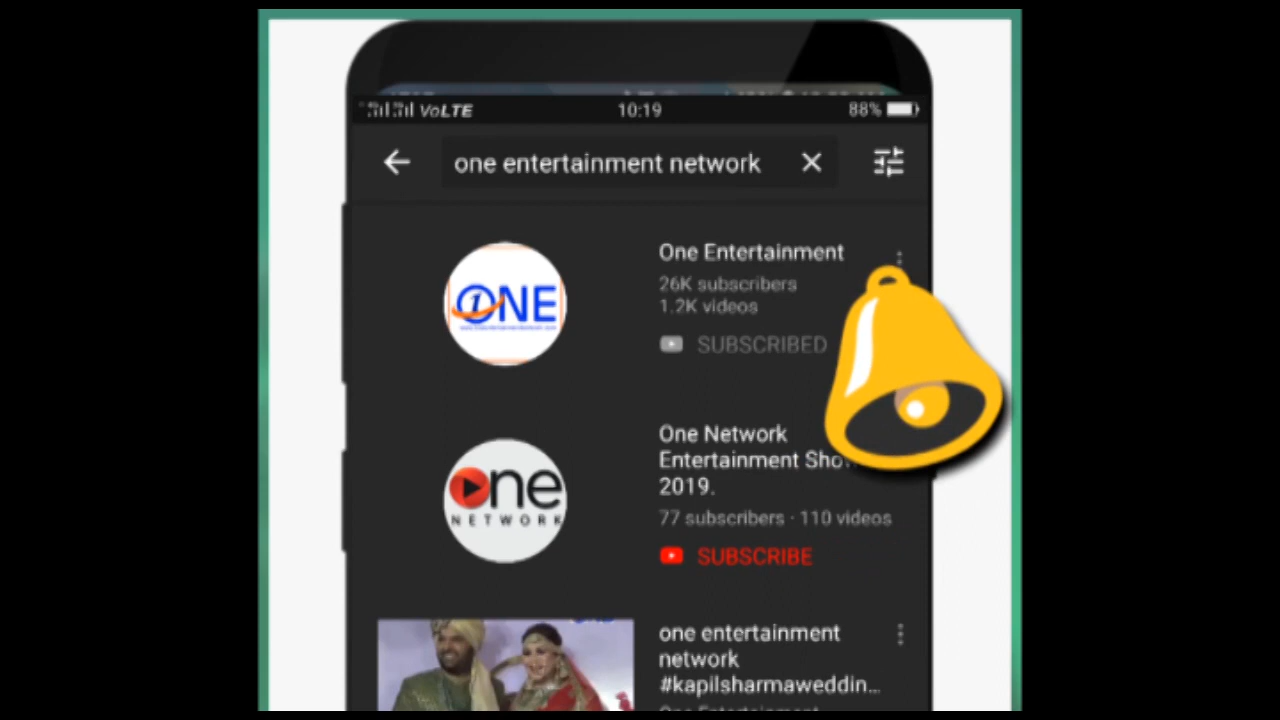 VoLTE 10:19 88%
one entertainment network
One Entertainment
26K subscribers
1.2K videos
SUBSCRIBED
ONE
One Network
Entertainment
2019.
77 subscribers · 110 videos
SUBSCRIBE
one
NETWORK
one entertainment
network
#kapilsharmaweddin...